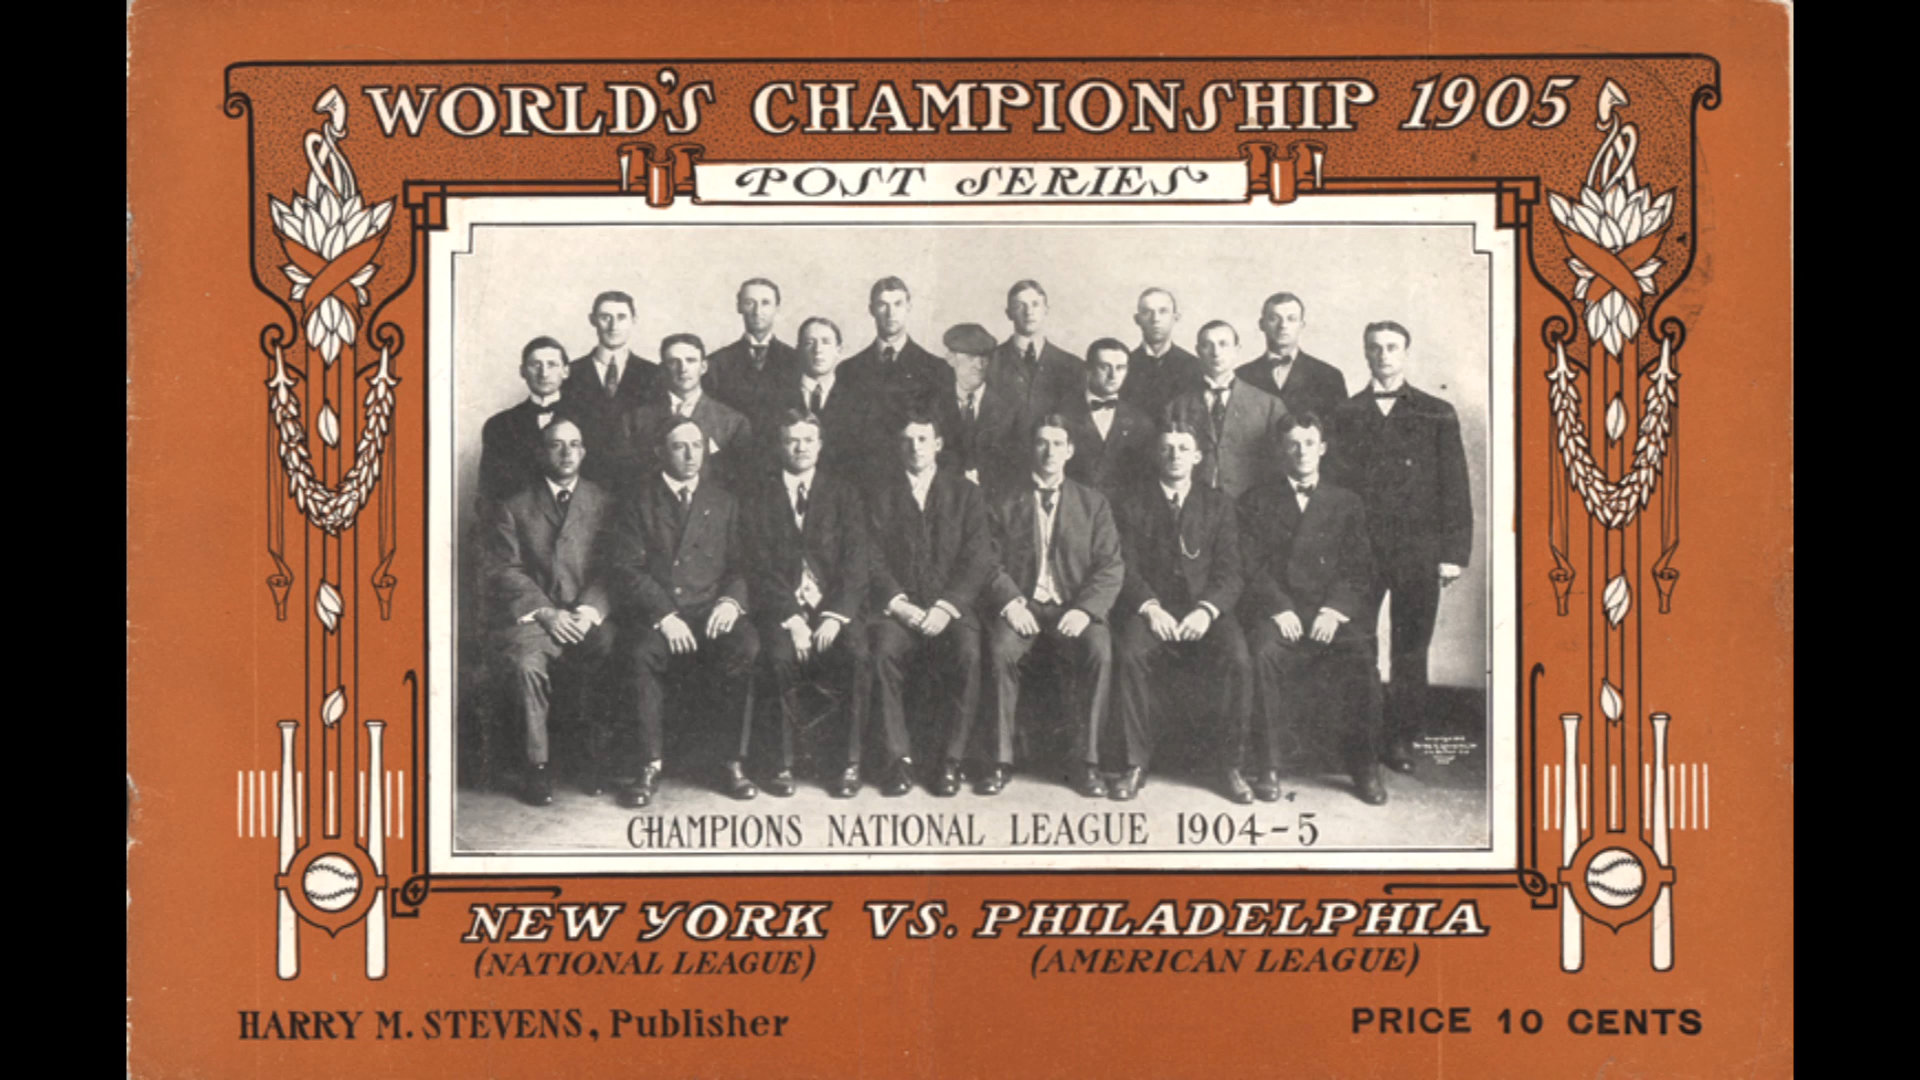 WORLD'S CHAMPIONSHIP 1905
POST SERIES
CHAMPIONS NATIONAL LEAGUE 1904-5
NEW YORK VS. PHILADELPHIA
(NATIONAL LEAGUE) (AMERICAN LEAGUE)
HARRY M. STEVENS, Publisher PRICE 10 CENTS